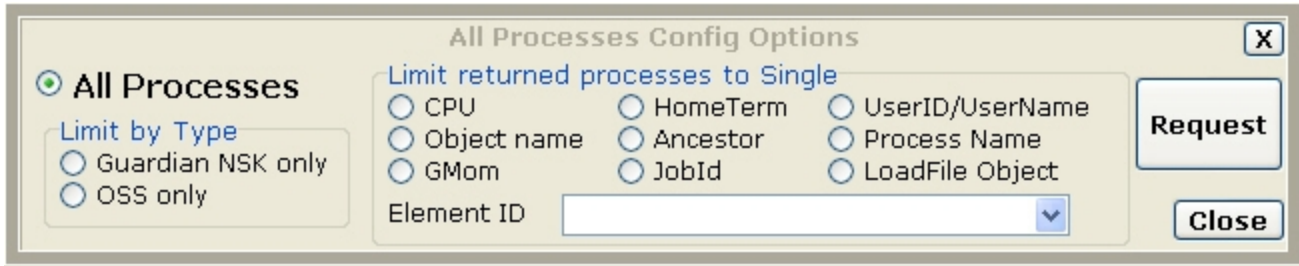 All Processes Config Options
X
All Processes
Limit by Type
Guardian NSK only
OSS only
Limit returned processes to Single
CPU
HomeTerm
UserID/UserName
Object name
Ancestor
Process Name
GMom
JobId
LoadFile Object
Element ID
Request
Close